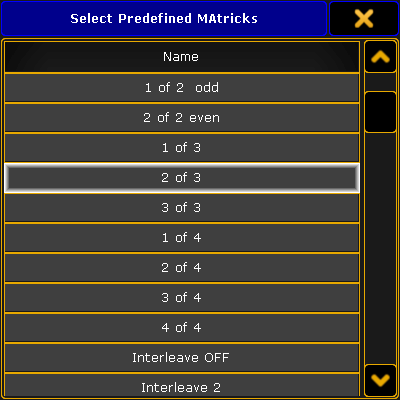 Select Predefined MAtricks
Name
1 of 2 odd
2 of 2 even
1 of 3
2 of 3
3 of 3
1 of 4
2 of 4
3 of 4
4 of 4
Interleave OFF
Interleave 2